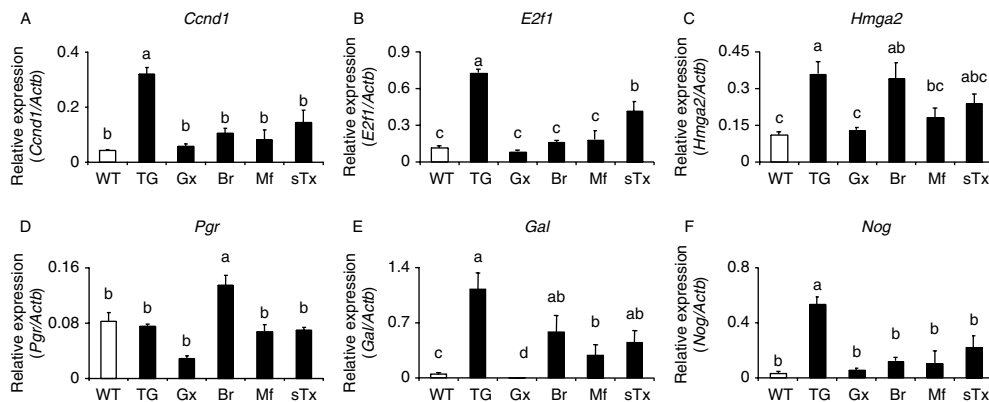 A
Ccnd1
Relative expression
(Ccnd1/Actb)
0.4
0.2
0
b
a
b
b
b
b
WT TG Gx Br Mf sTx
B
E2f1
Relative expression
(E2f1/Actb)
0.9
0.6
0.3
0
c
a
c
c
c
b
WT TG Gx Br Mf sTx
C
Hmga2
Relative expression
(Hmga2/Actb)
0.45
0.3
0.15
0
c
a
c
ab
bc
abc
WT TG Gx Br Mf sTx
D
Pgr
Relative expression
(Pgr/Actb)
0.16
0.08
0
b
b
b
a
b
b
WT TG Gx Br Mf sTx
E
Gal
Relative expression
(Gal/Actb)
1.4
0.7
0
c
a
d
ab
b
ab
WT TG Gx Br Mf sTx
F
Nog
Relative expression
(Nog/Actb)
0.8
0.4
0
b
a
b
b
b
b
WT TG Gx Br Mf sTx